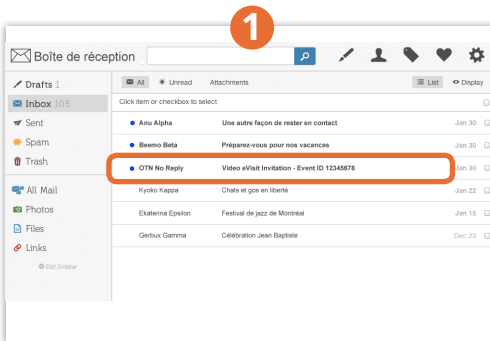 1
Boîte de réception
Drafts 1
Inbox 105
Sent
Spam
Trash
All Mail
Photos
Files
Links
Edit Sidebar
All Unread Attachments List Display
Click item or checkbox to select
Anu Alpha Une autre façon de rester en contact Jan 30
Beemo Beta Préparez-vous pour nos vacances Jan 30
OTN No Reply Video eVisit Invitation - Event ID 12345678 Jan 30
Kyoko Kappa Chats et gos en liberté Jan 22
Ekaterina Epsilon Festival de jazz de Montréal Jan 15
Gerbux Gamma Célébration Jean Baptiste Dec 23